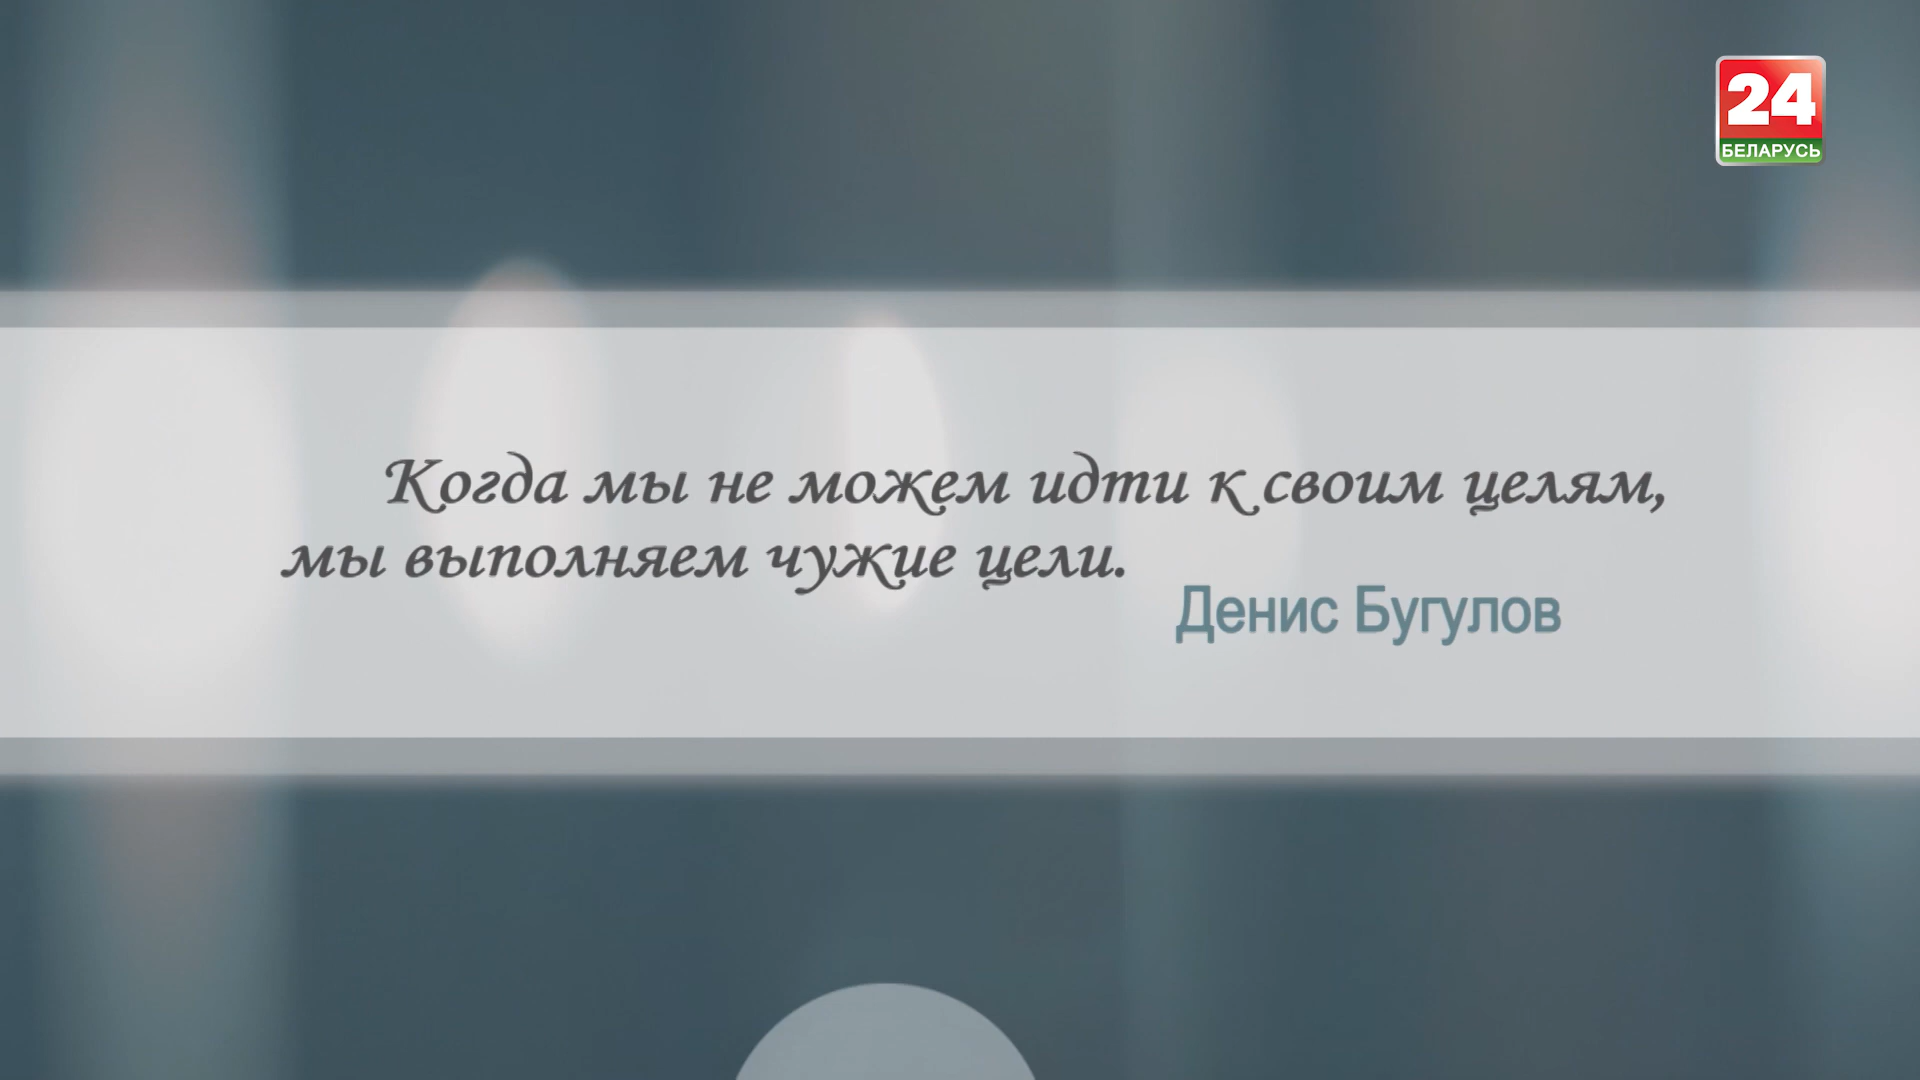 24
БЕЛАРУСЬ
Когда мы не можем идти к своим целям,
мы выполняем чужие цели.
Денис Бугулов